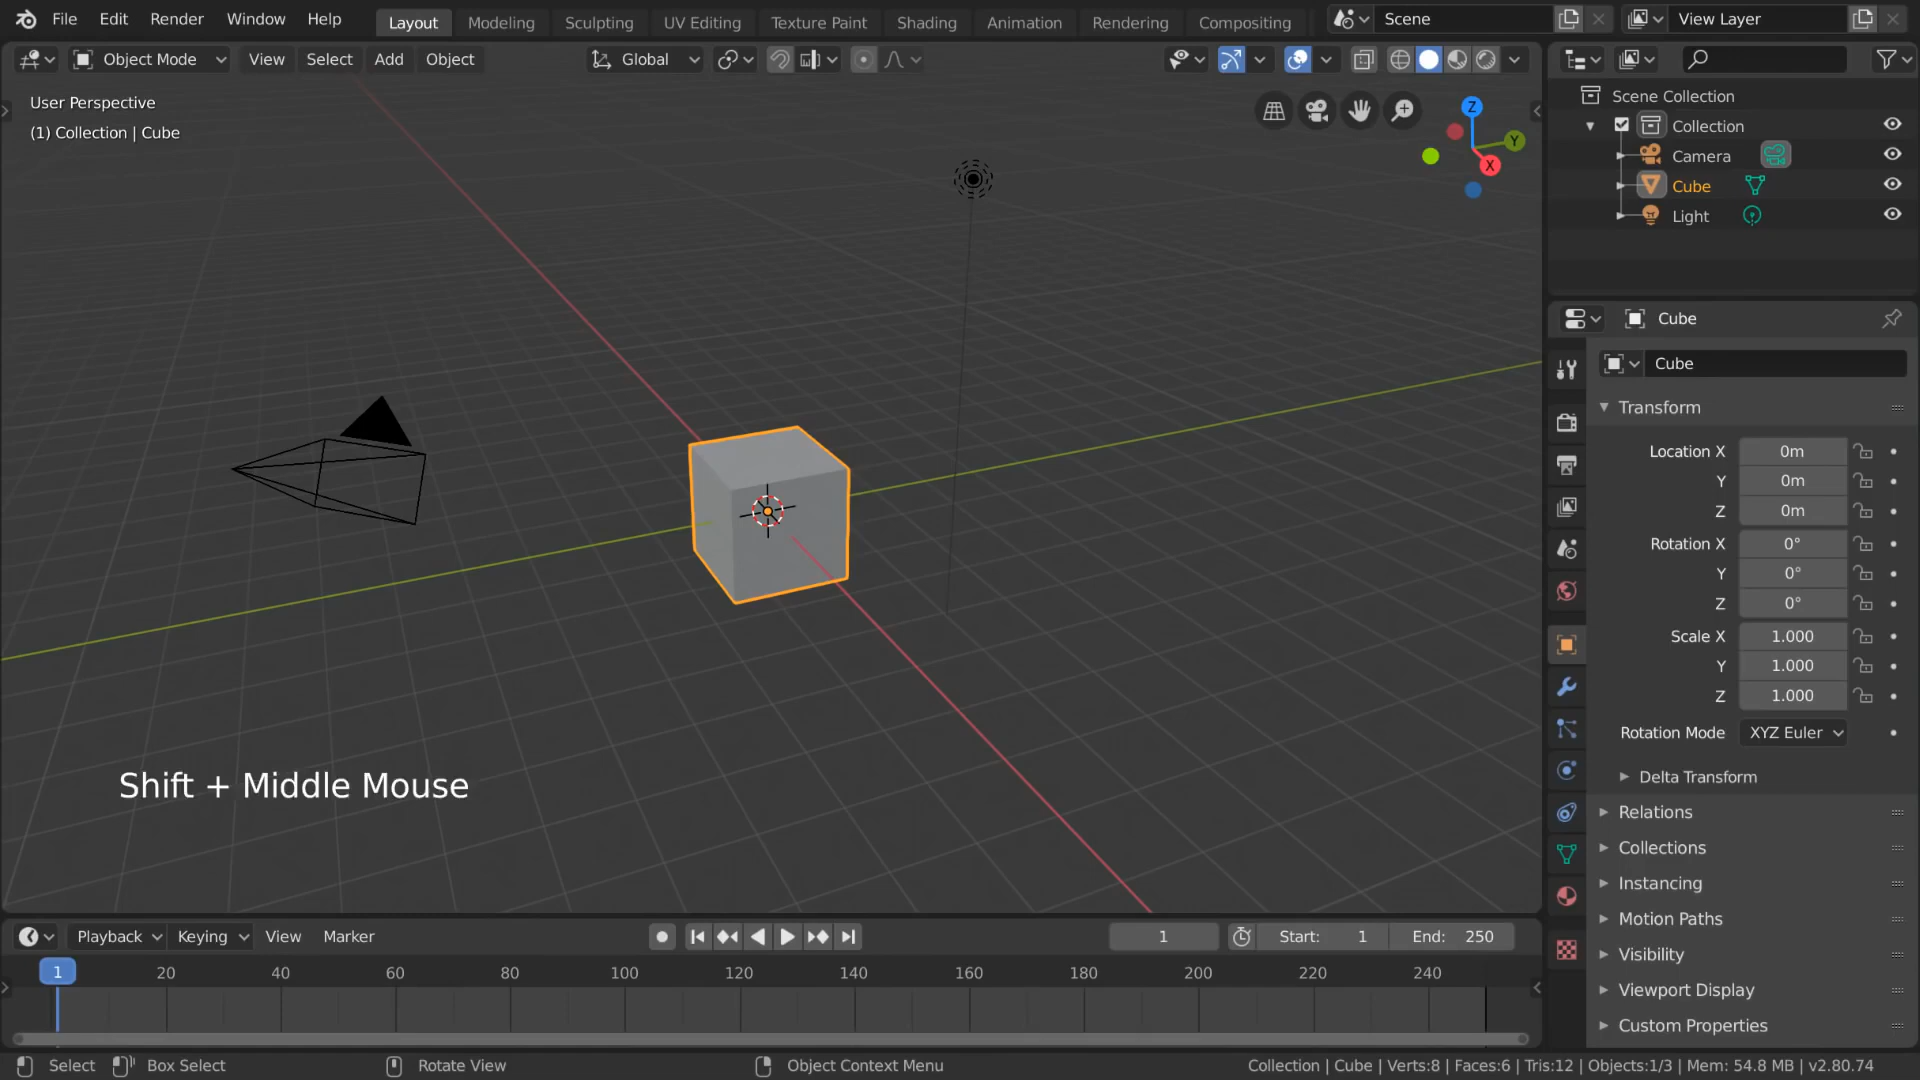 File Edit Render Window Help Layout Modeling Sculpting UV Editing Texture Paint Shading Animation Rendering Compositing Scene View Layer
Object Mode View Select Add Object Global
User Perspective
(1) Collection | Cube
Z
Y
X
Shift + Middle Mouse
Scene Collection
Collection
Camera
Cube
Light
Cube
Cube
Transform
Location X 0m
Y 0m
Z 0m
Rotation X 0°
Y 0°
Z 0°
Scale X 1.000
Y 1.000
Z 1.000
Rotation Mode XYZ Euler
Delta Transform
Relations
Collections
Instancing
Motion Paths
Visibility
Viewport Display
Custom Properties
Playback Keying View Marker 1 Start: 1 End: 250
1 20 40 60 80 100 120 140 160 180 200 220 240
Select Box Select Rotate View Object Context Menu Collection | Cube | Verts:8 | Faces:6 | Tris:12 | Objects:1/3 | Mem: 54.8 MB | v2.80.74